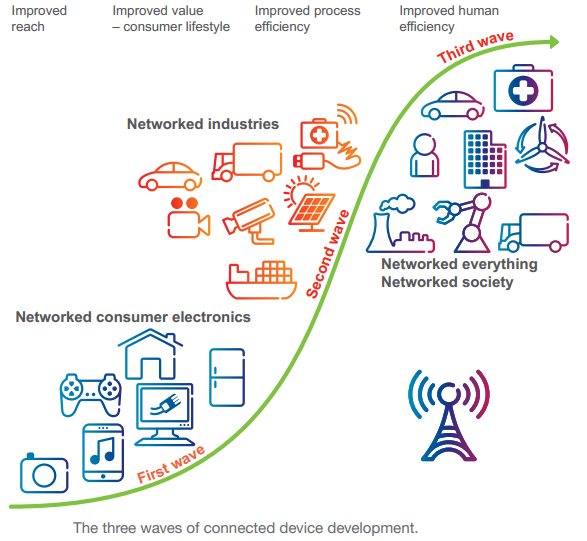 Improved
reach
Improved value
– consumer lifestyle
Improved process
efficiency
Improved human
efficiency
Third wave
Networked industries
Second wave
Networked everything
Networked society
Networked consumer electronics
First wave
The three waves of connected device development.